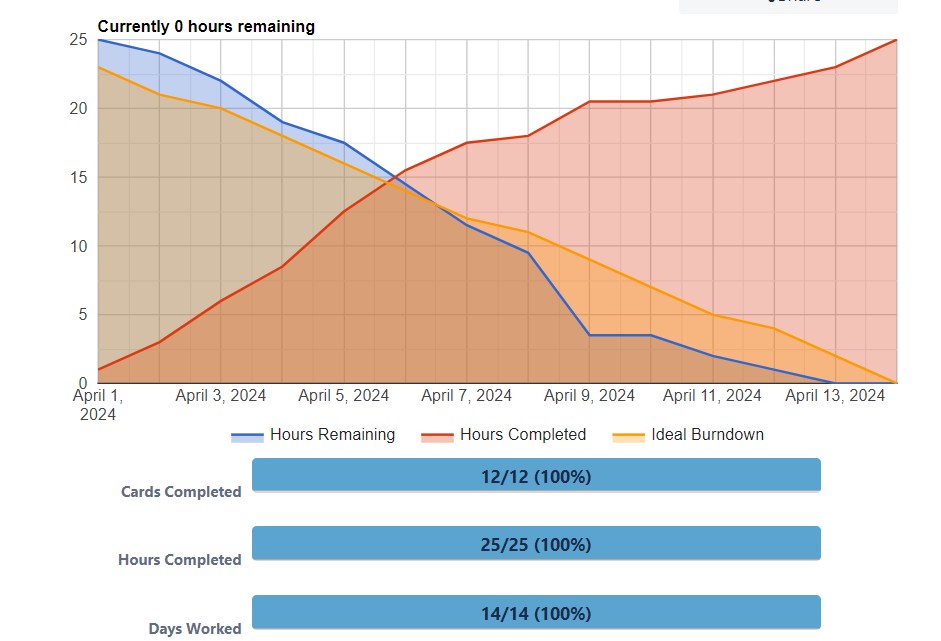 Currently 0 hours remaining
25
20
15
10
5
0
April 1,
2024
April 3, 2024
April 5, 2024
April 7, 2024
April 9, 2024
April 11, 2024
April 13, 2024
Hours Remaining
Hours Completed
Ideal Burndown
Cards Completed
12/12 (100%)
Hours Completed
25/25 (100%)
Days Worked
14/14 (100%)